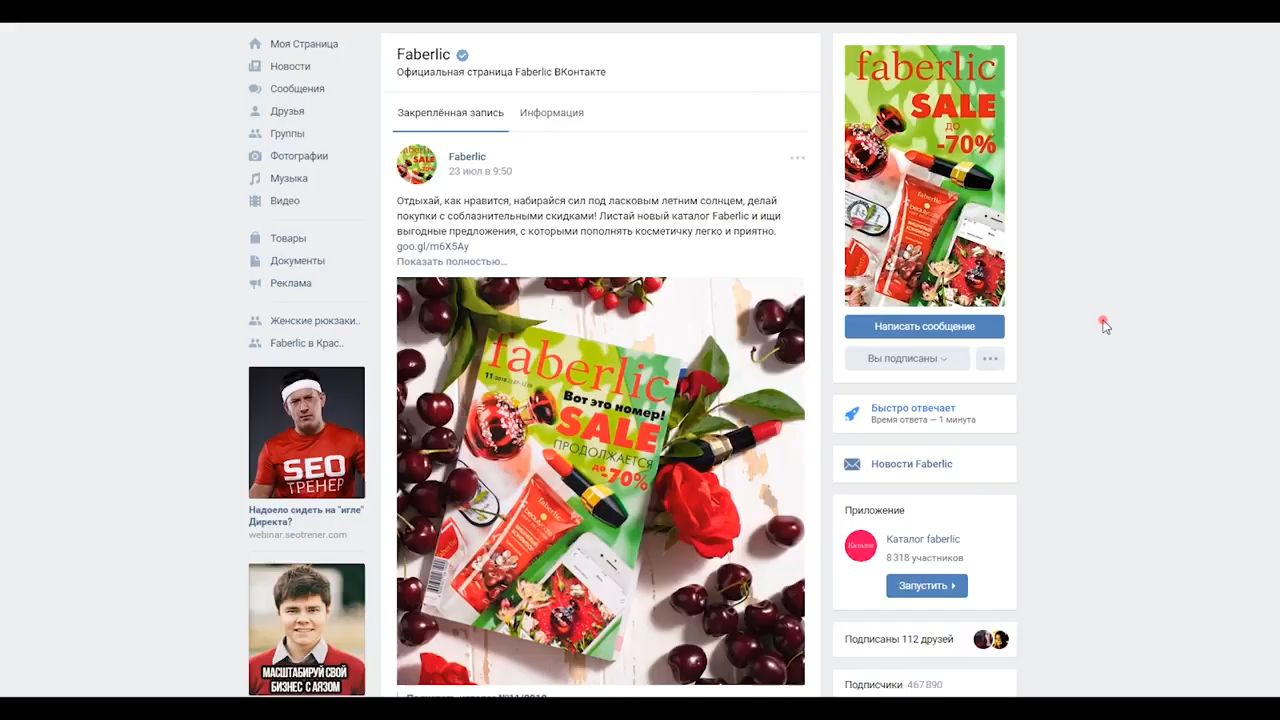 Моя Страница
Новости
Сообщения
Друзья
Группы
Фотографии
Музыка
Видео
Товары
Документы
Реклама
Женские рюкзаки..
Faberlic в Крас..
SEO
ТРЕНЕР
Надоело сидеть на "игле"
Директа?
webinar.seotrener.com
МАСШТАБИРУЙ СВОЙ
БИЗНЕС С АЯЗОМ
Faberlic
Официальная страница Faberlic ВКонтакте
Закреплённая запись
Информация
Faberlic
23 июл в 9:50
Отдыхай, как нравится, набирайся сил под ласковым летним солнцем, делай
покупки с соблазнительными скидками! Листай новый каталог Faberlic и ищи
выгодные предложения, с которыми пополнять косметичку легко и приятно.
goo.gl/m6X5Ay
Показать полностью...
faberlic
Вот это номер!
SALE
ПРОДОЛЖАЕТСЯ
до -70%
faberlic
SALE
ДО
-70%
Написать сообщение
Вы подписаны
Быстро отвечает
Время ответа — 1 минута
Новости Faberlic
Приложение
Каталог
Каталог faberlic
8 318 участников
Запустить
Подписаны 112 друзей
Подписчики 467 890